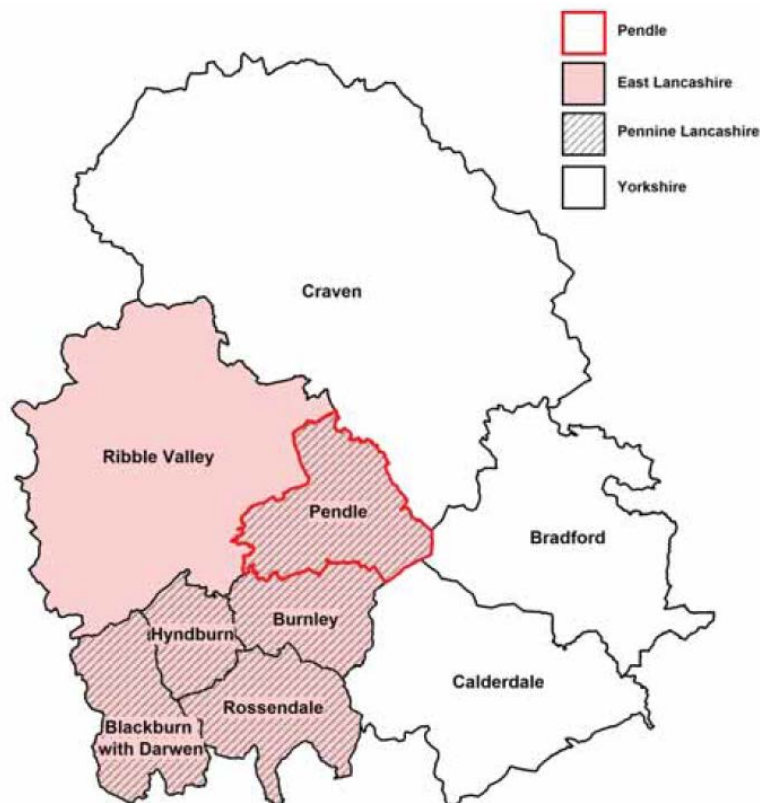 Pendle
East Lancashire
Pennine Lancashire
Yorkshire
Craven
Ribble Valley
Pendle
Bradford
Hyndburn
Burnley
Calderdale
Rossendale
Blackburn
with Darwen